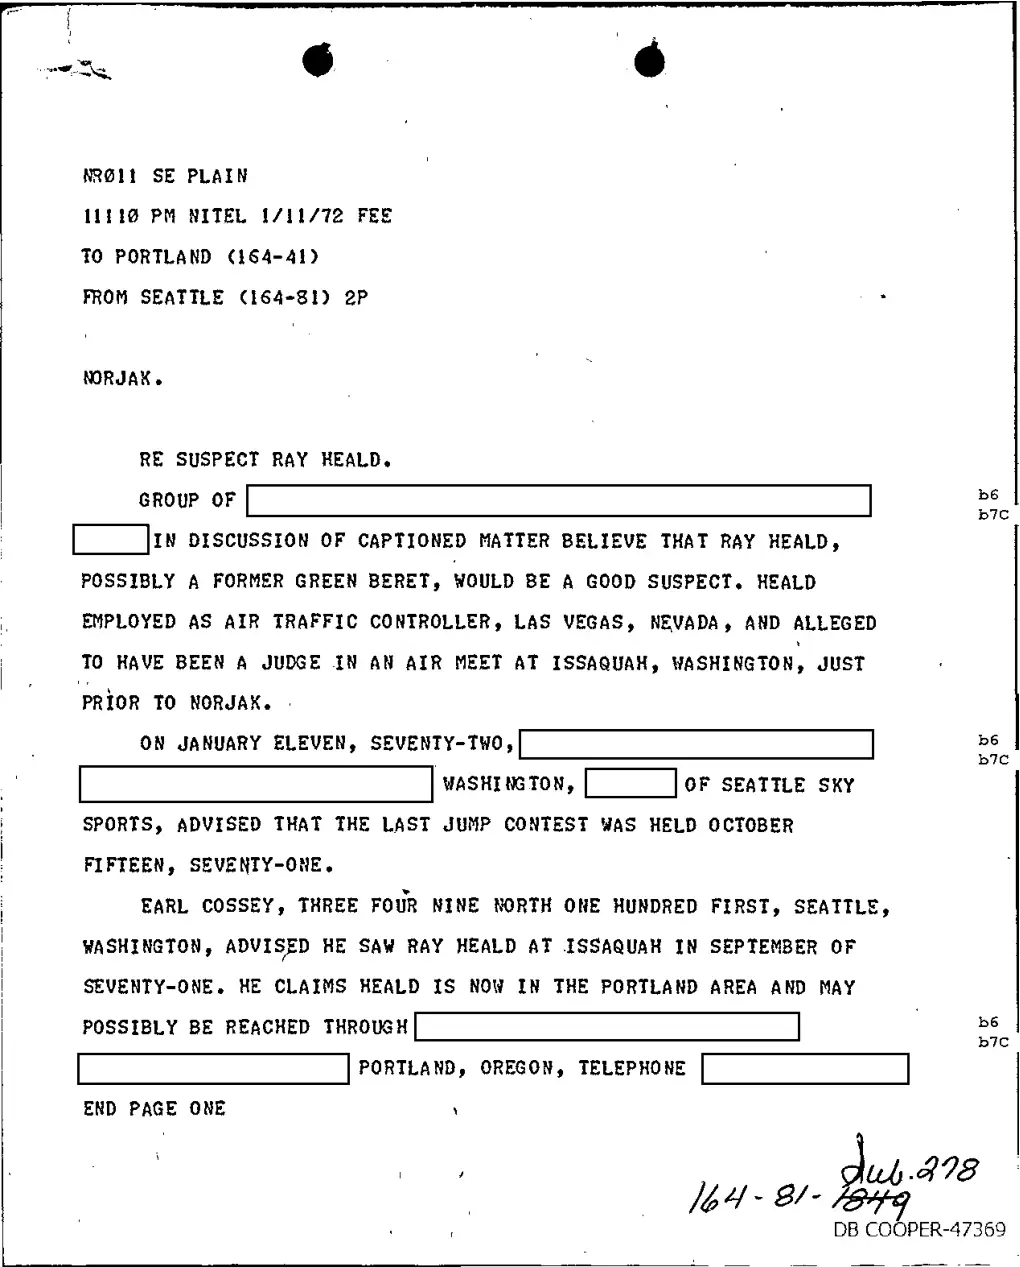 NR011 SE PLAIN
11110 PM NITEL 1/11/72 FEE
TO PORTLAND (164-41)
FROM SEATTLE (164-81) 2P
NORJAK.
RE SUSPECT RAY HEALD.
GROUP OF
b6
b7C
IN DISCUSSION OF CAPTIONED MATTER BELIEVE THAT RAY HEALD,
POSSIBLY A FORMER GREEN BERET, WOULD BE A GOOD SUSPECT. HEALD
EMPLOYED AS AIR TRAFFIC CONTROLLER, LAS VEGAS, NEVADA, AND ALLEGED
TO HAVE BEEN A JUDGE IN AN AIR MEET AT ISSAQUAH, WASHINGTON, JUST
PRIOR TO NORJAK.
ON JANUARY ELEVEN, SEVENTY-TWO,
b6
b7C
WASHINGTON, OF SEATTLE SKY
SPORTS, ADVISED THAT THE LAST JUMP CONTEST WAS HELD OCTOBER
FIFTEEN, SEVENTY-ONE.
EARL COSSEY, THREE FOUR NINE NORTH ONE HUNDRED FIRST, SEATTLE,
WASHINGTON, ADVISED HE SAW RAY HEALD AT ISSAQUAH IN SEPTEMBER OF
SEVENTY-ONE. HE CLAIMS HEALD IS NOW IN THE PORTLAND AREA AND MAY
POSSIBLY BE REACHED THROUGH
b6
b7C
PORTLAND, OREGON, TELEPHONE
END PAGE ONE
Sub. 278
164-81-1849
DB COOPER-47369